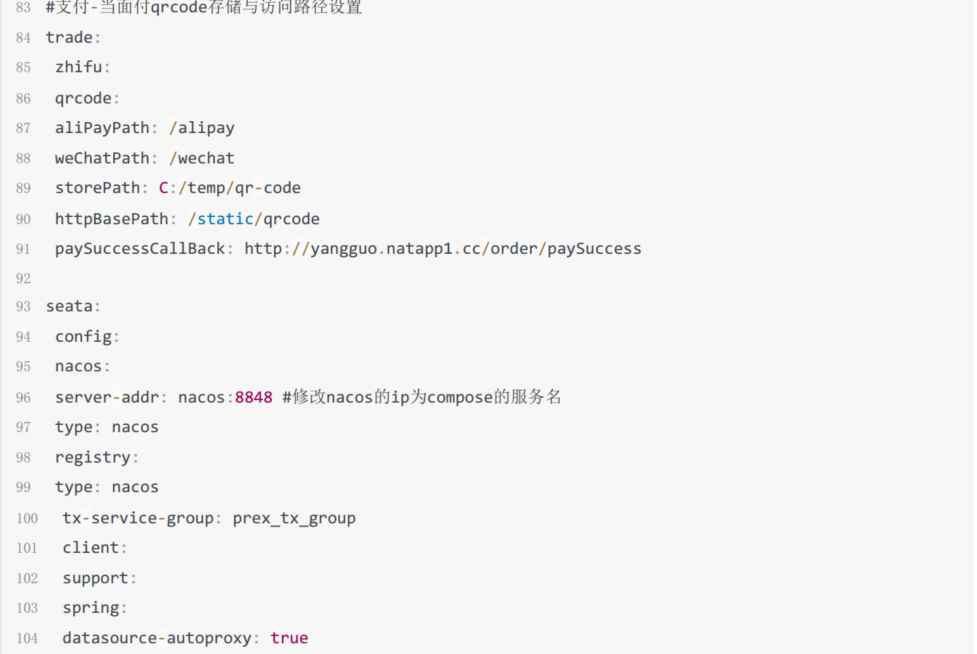 83 #支付-当面付qrcode存储与访问路径设置
84 trade:
85 zhifu:
86 qrcode:
87 aliPayPath: /alipay
88 weChatPath: /wechat
89 storePath: C:/temp/qr-code
90 httpBasePath: /static/qrcode
91 paySuccessCallBack: http://yangguo.natapp1.cc/order/paySuccess
92
93 seata:
94 config:
95 nacos:
96 server-addr: nacos:8848 #修改nacos的ip为compose的服务名
97 type: nacos
98 registry:
99 type: nacos
100 tx-service-group: prex_tx_group
101 client:
102 support:
103 spring:
104 datasource-autoproxy: true